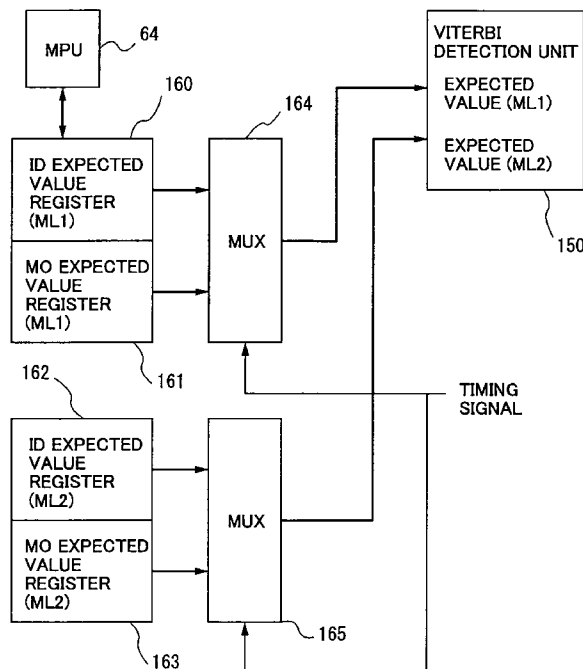 MPU
64
160
ID EXPECTED
VALUE
REGISTER
(ML1)
MO EXPECTED
VALUE
REGISTER
(ML1)
161
164
MUX
VITERBI
DETECTION UNIT
EXPECTED
VALUE (ML1)
EXPECTED
VALUE (ML2)
150
TIMING
SIGNAL
162
ID EXPECTED
VALUE
REGISTER
(ML2)
MO EXPECTED
VALUE
REGISTER
(ML2)
163
MUX
165